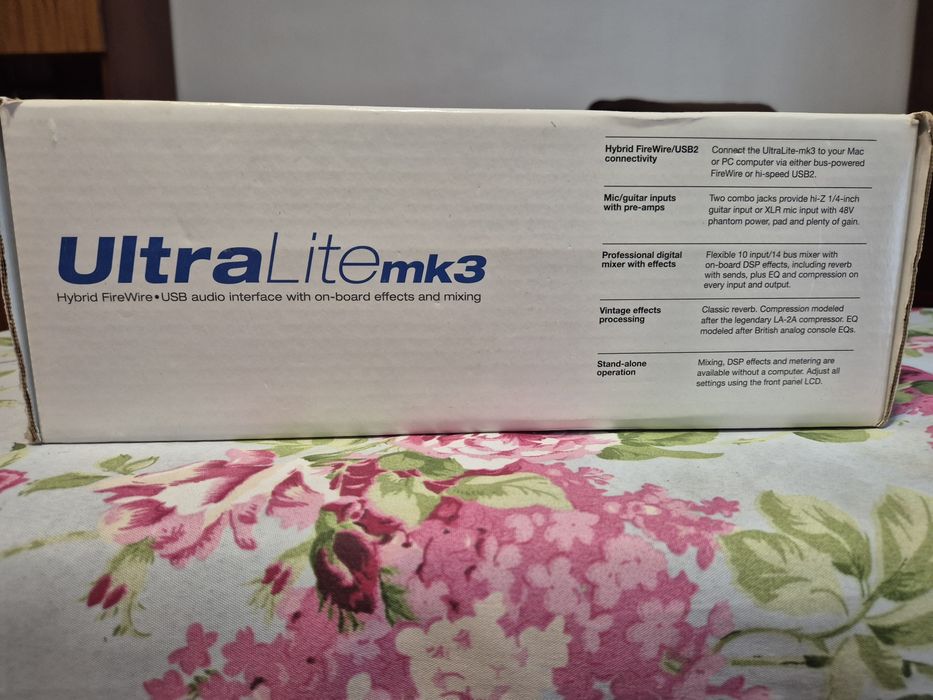 UltraLite mk3
Hybrid FireWire•USB audio interface with on-board effects and mixing
Hybrid FireWire/USB2
connectivity
Connect the UltraLite-mk3 to your Mac
or PC computer via either bus-powered
FireWire or hi-speed USB2.
Mic/guitar inputs
with pre-amps
Two combo jacks provide hi-Z 1/4-inch
guitar input or XLR mic input with 48V
phantom power, pad and plenty of gain.
Professional digital
mixer with effects
Flexible 10 input/14 bus mixer with
on-board DSP effects, including reverb
with sends, plus EQ and compression on
every input and output.
Vintage effects
processing
Classic reverb. Compression modeled
after the legendary LA-2A compressor. EQ
modeled after British analog console EQs.
Stand-alone
operation
Mixing, DSP effects and metering are
available without a computer. Adjust all
settings using the front panel LCD.